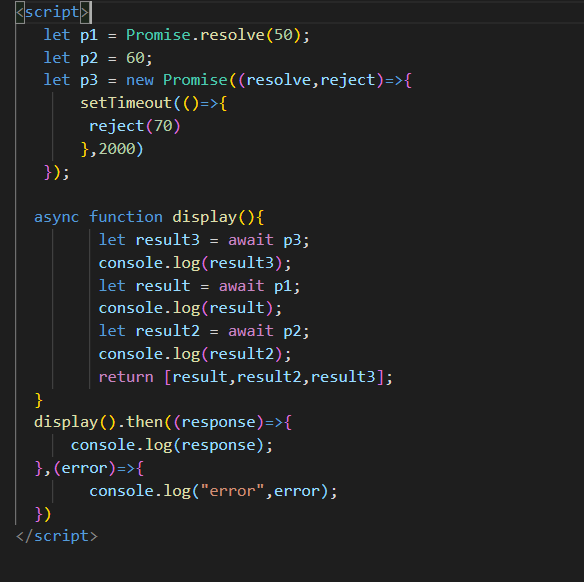 <script>
let p1 = Promise.resolve(50);
let p2 = 60;
let p3 = new Promise((resolve,reject)=>{
setTimeout(()=>{
reject(70)
},2000)
});
async function display(){
let result3 = await p3;
console.log(result3);
let result = await p1;
console.log(result);
let result2 = await p2;
console.log(result2);
return [result,result2,result3];
}
display().then((response)=>{
console.log(response);
},(error)=>{
console.log("error",error);
})
</script>